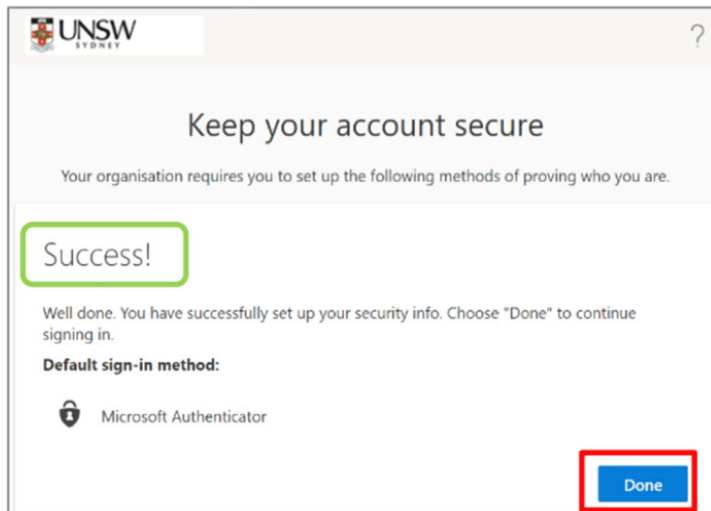 UNSW
SYDNEY
?
Keep your account secure
Your organisation requires you to set up the following methods of proving who you are.
Success!
Well done. You have successfully set up your security info. Choose "Done" to continue
signing in.
Default sign-in method:
Microsoft Authenticator
Done